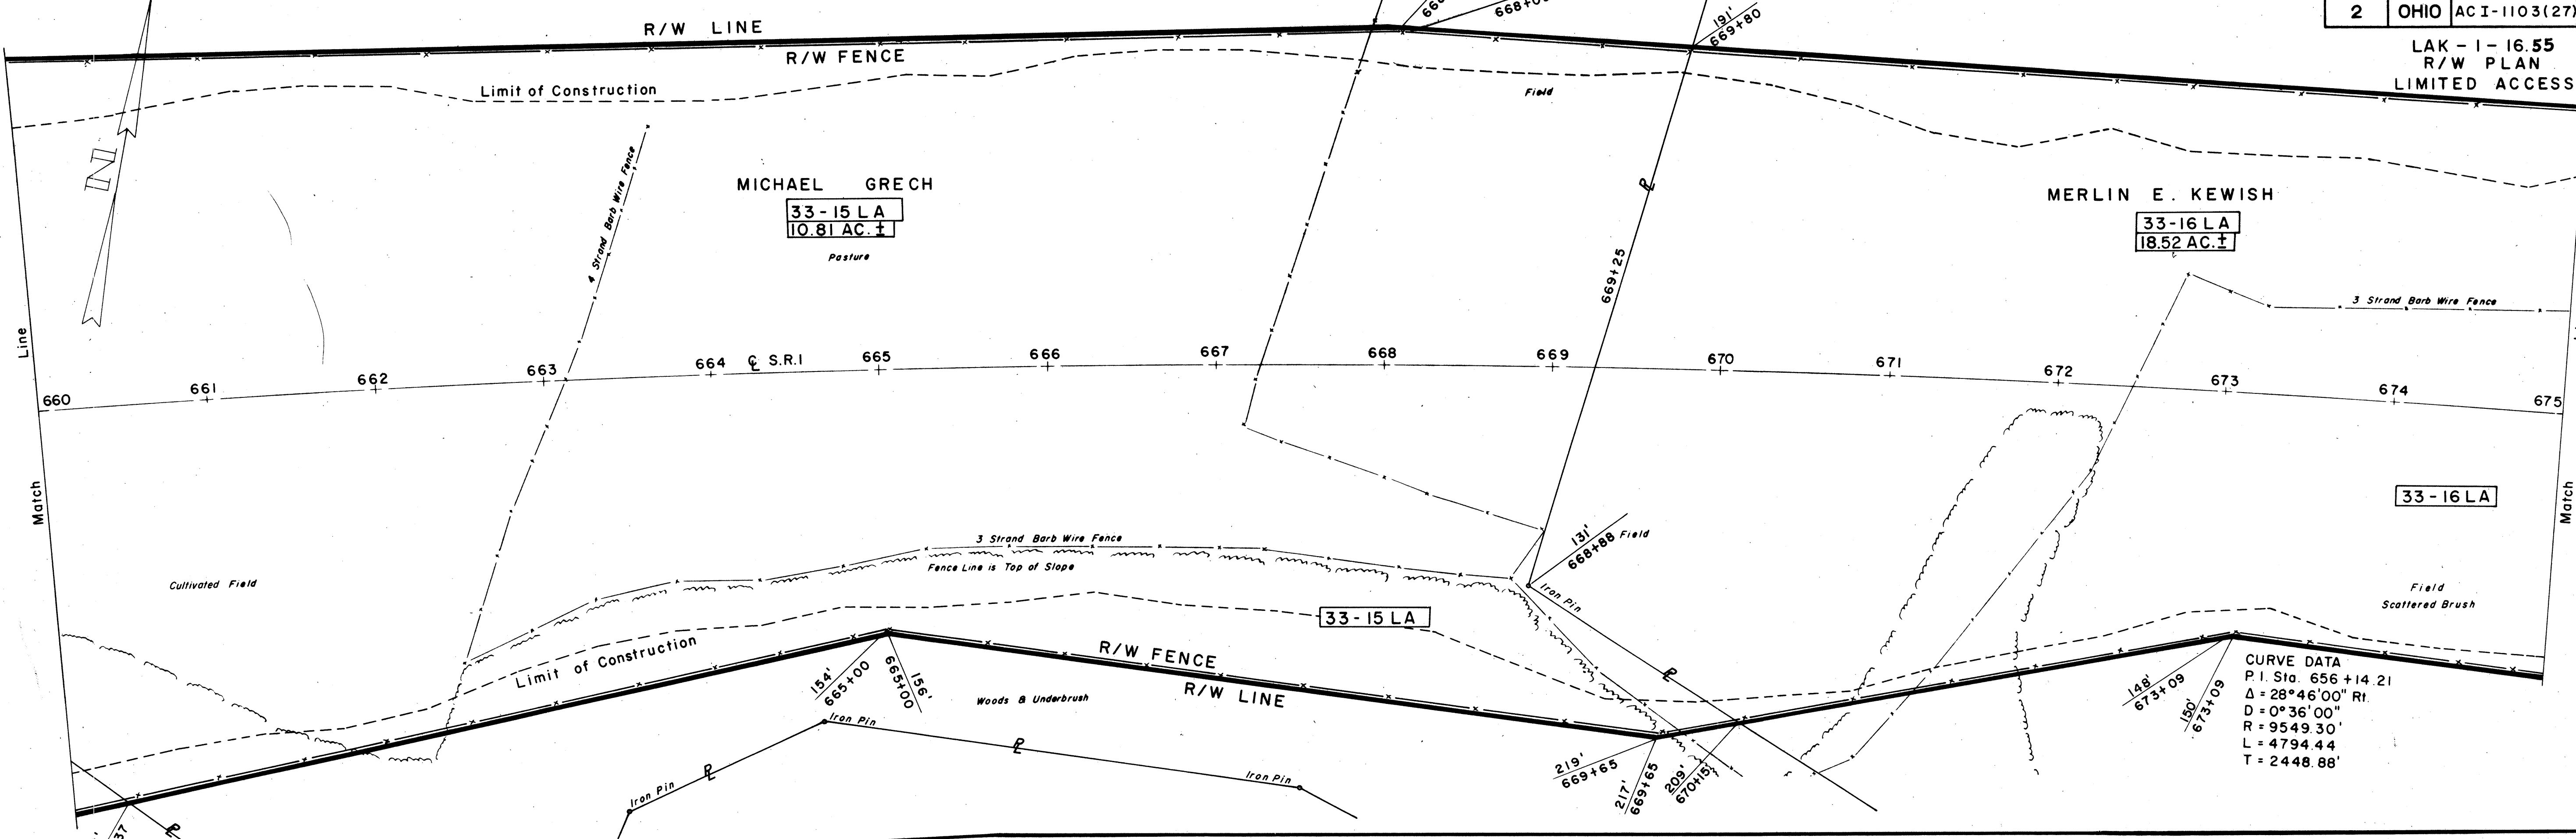 2 OHIO AC I-1103(27)
LAK - 1 - 16.55
R/W PLAN
LIMITED ACCESS
R/W LINE
R/W FENCE
Limit of Construction
191'
669+80
Field
N
4 Strand Barb Wire Fence
MICHAEL GRECH
33-15 LA
10.81 AC.±
Pasture
℄
669+25
MERLIN E. KEWISH
33-16 LA
18.52 AC.±
3 Strand Barb Wire Fence
Line
Match
660 661 662 663 664 ℄ S.R.1 665 666 667 668 669 670 671 672 673 674 675
33-16 LA
Match
3 Strand Barb Wire Fence
Fence Line is Top of Slope
131'
668+88
Field
Iron Pin
Cultivated Field
Field
Scattered Brush
33-15 LA
Limit of Construction
154'
665+00
156'
665+00
R/W FENCE
R/W LINE
Woods & Underbrush
Iron Pin
Iron Pin
Iron Pin
219'
669+65
217'
669+65
209'
670+15
148'
673+09
150'
673+09
CURVE DATA
P.I. Sta. 656+14.21
Δ = 28°46'00" Rt.
D = 0°36'00"
R = 9549.30'
L = 4794.44
T = 2448.88'
37